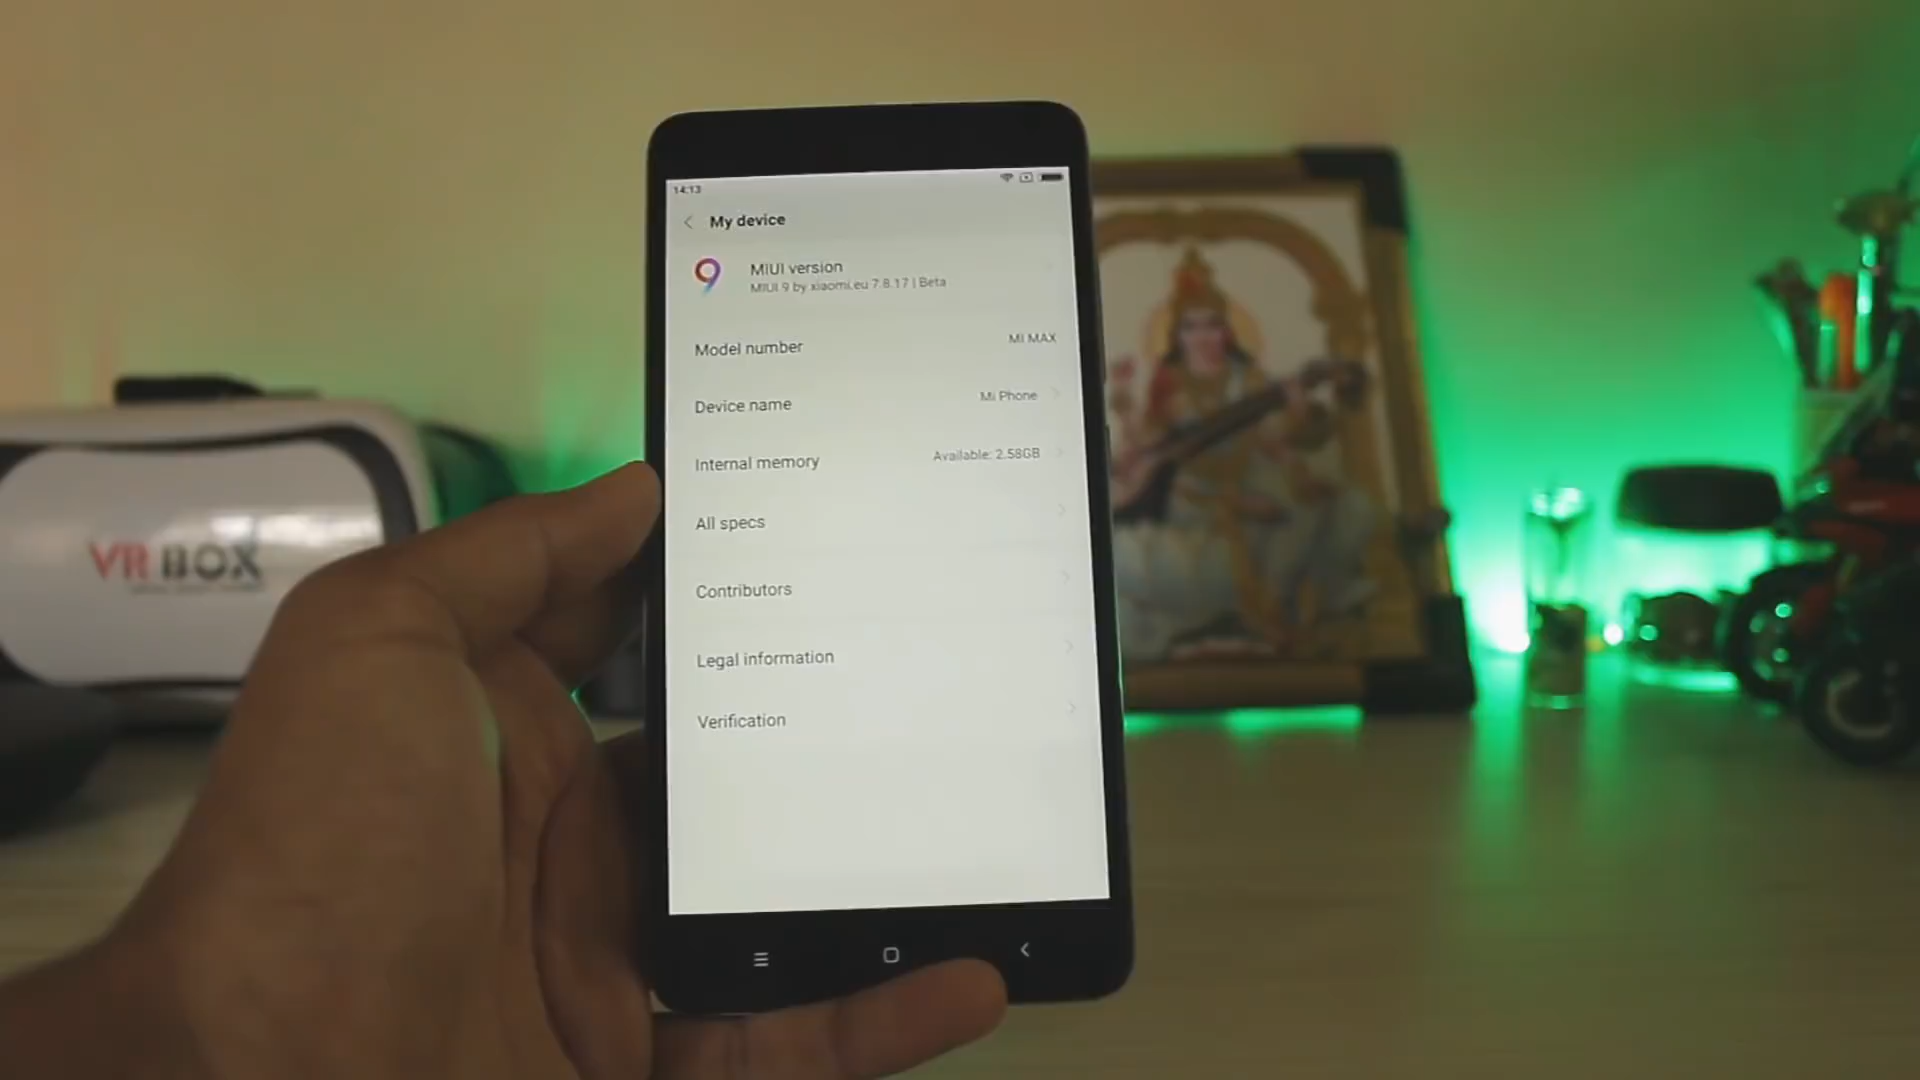 14:13
My device
MIUI version
MIUI 9 by xiaomi.eu 7.8.17 | Beta
Model number
MI MAX
Device name
Mi Phone
Internal memory
Available: 2.58GB
All specs
Contributors
Legal information
Verification
VR BOX